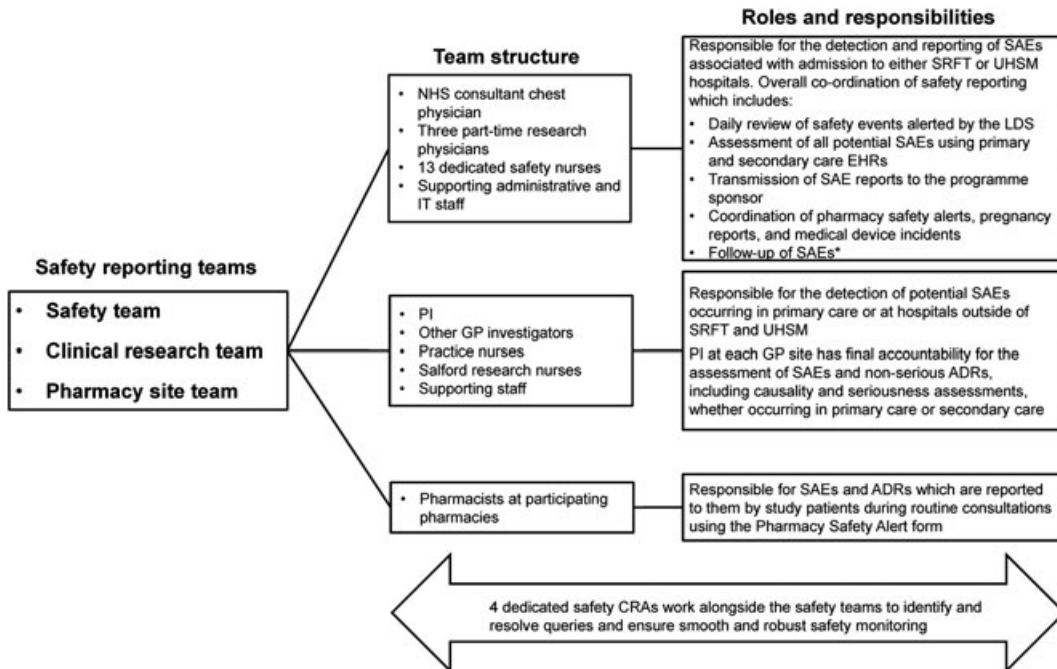 Roles and responsibilities
Team structure
Responsible for the detection and reporting of SAEs
associated with admission to either SRFT or UHSM
hospitals. Overall co-ordination of safety reporting
which includes:
• Daily review of safety events alerted by the LDS
• Assessment of all potential SAEs using primary
and secondary care EHRs
• Transmission of SAE reports to the programme
sponsor
• Coordination of pharmacy safety alerts, pregnancy
reports, and medical device incidents
• Follow-up of SAEs*
• NHS consultant chest
physician
• Three part-time research
physicians
• 13 dedicated safety nurses
• Supporting administrative and
IT staff
Safety reporting teams
• Safety team
• Clinical research team
• Pharmacy site team
• PI
• Other GP investigators
• Practice nurses
• Salford research nurses
• Supporting staff
Responsible for the detection of potential SAEs
occurring in primary care or at hospitals outside of
SRFT and UHSM
PI at each GP site has final accountability for the
assessment of SAEs and non-serious ADRs,
including causality and seriousness assessments,
whether occurring in primary care or secondary care
• Pharmacists at participating
pharmacies
Responsible for SAEs and ADRs which are reported
to them by study patients during routine consultations
using the Pharmacy Safety Alert form
4 dedicated safety CRAs work alongside the safety teams to identify and
resolve queries and ensure smooth and robust safety monitoring